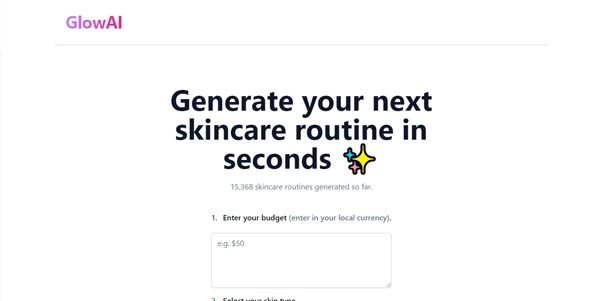 GlowAI
Generate your next
skincare routine in
seconds ✨
15,368 skincare routines generated so far.
1. Enter your budget (enter in your local currency).
e.g. $50
2. Select your skin type